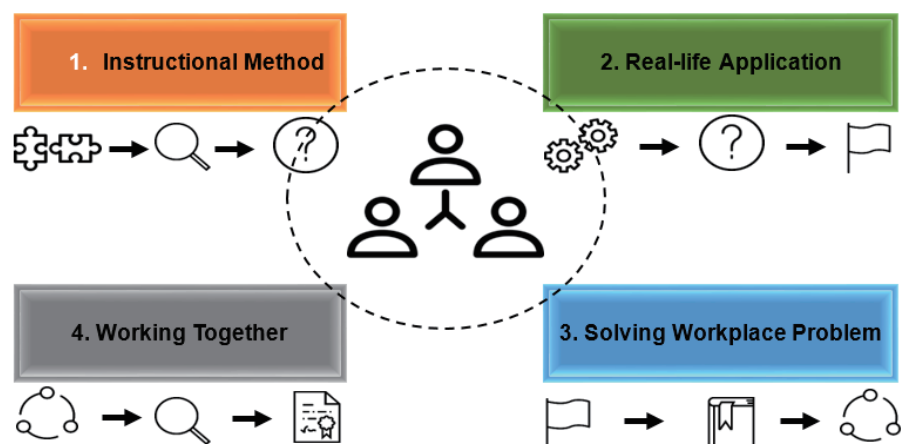 1. Instructional Method
2. Real-life Application
4. Working Together
3. Solving Workplace Problem